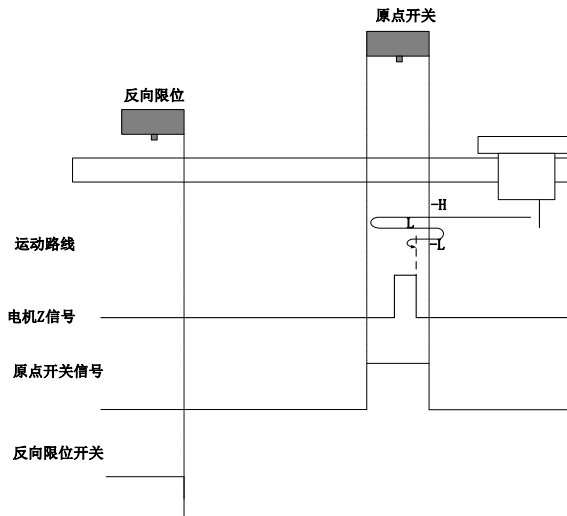 原点开关
反向限位
-H
L
运动路线
-L
电机Z信号
原点开关信号
反向限位开关